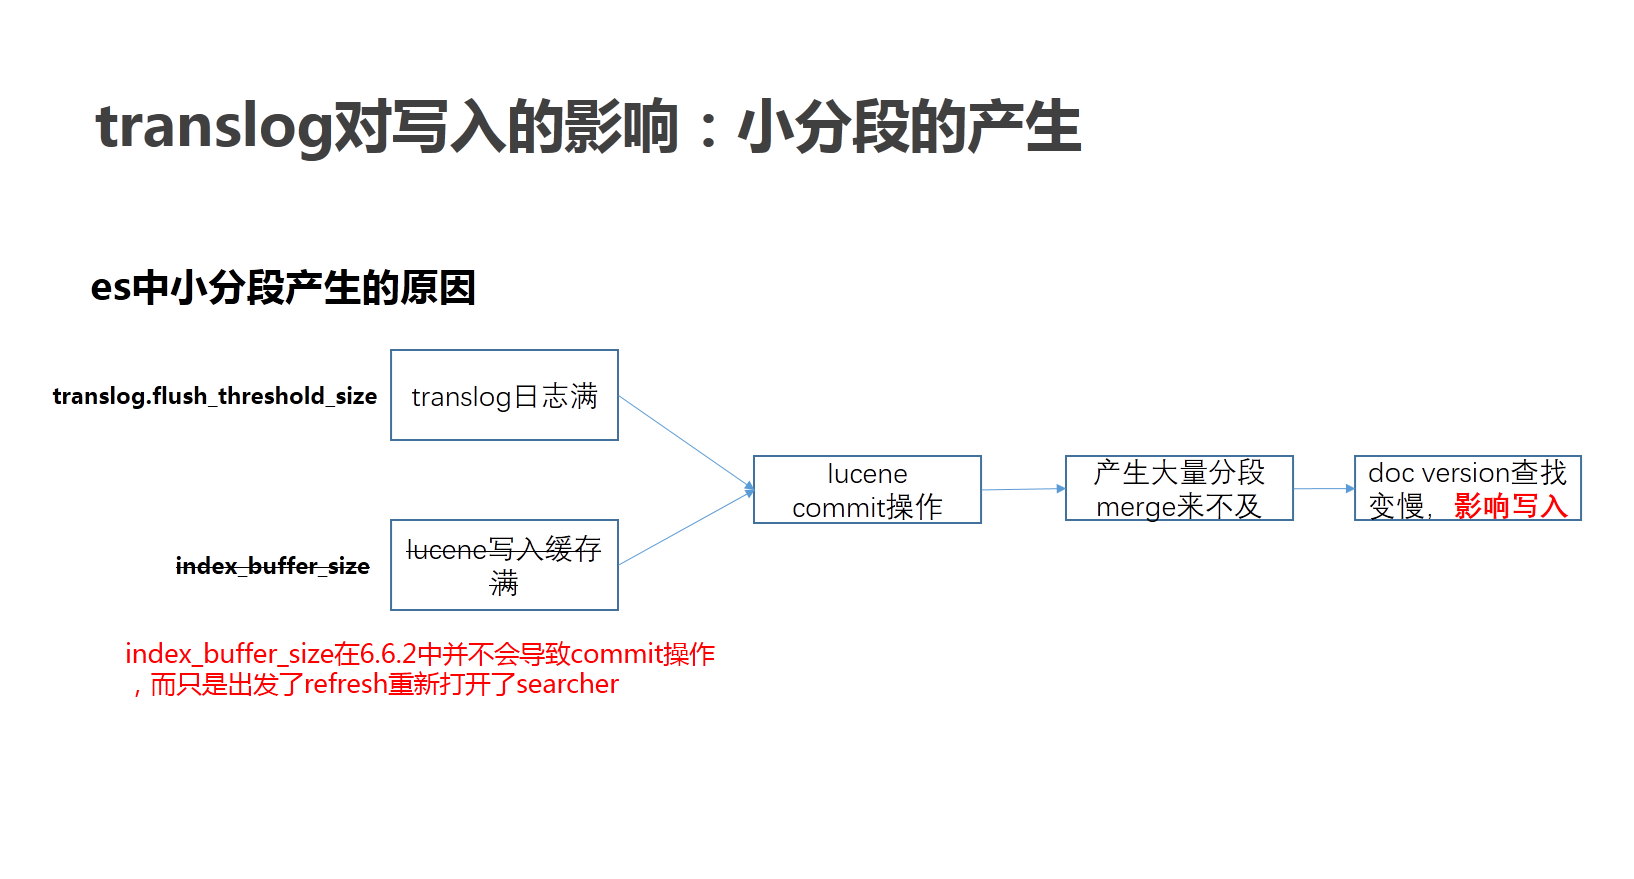 translog对写入的影响：小分段的产生
es中小分段产生的原因
translog.flush_threshold_size
translog日志满
index_buffer_size
lucene写入缓存
满
lucene
commit操作
产生大量分段
merge来不及
doc version查找
变慢，影响写入
index_buffer_size在6.6.2中并不会导致commit操作
，而只是出发了refresh重新打开了searcher